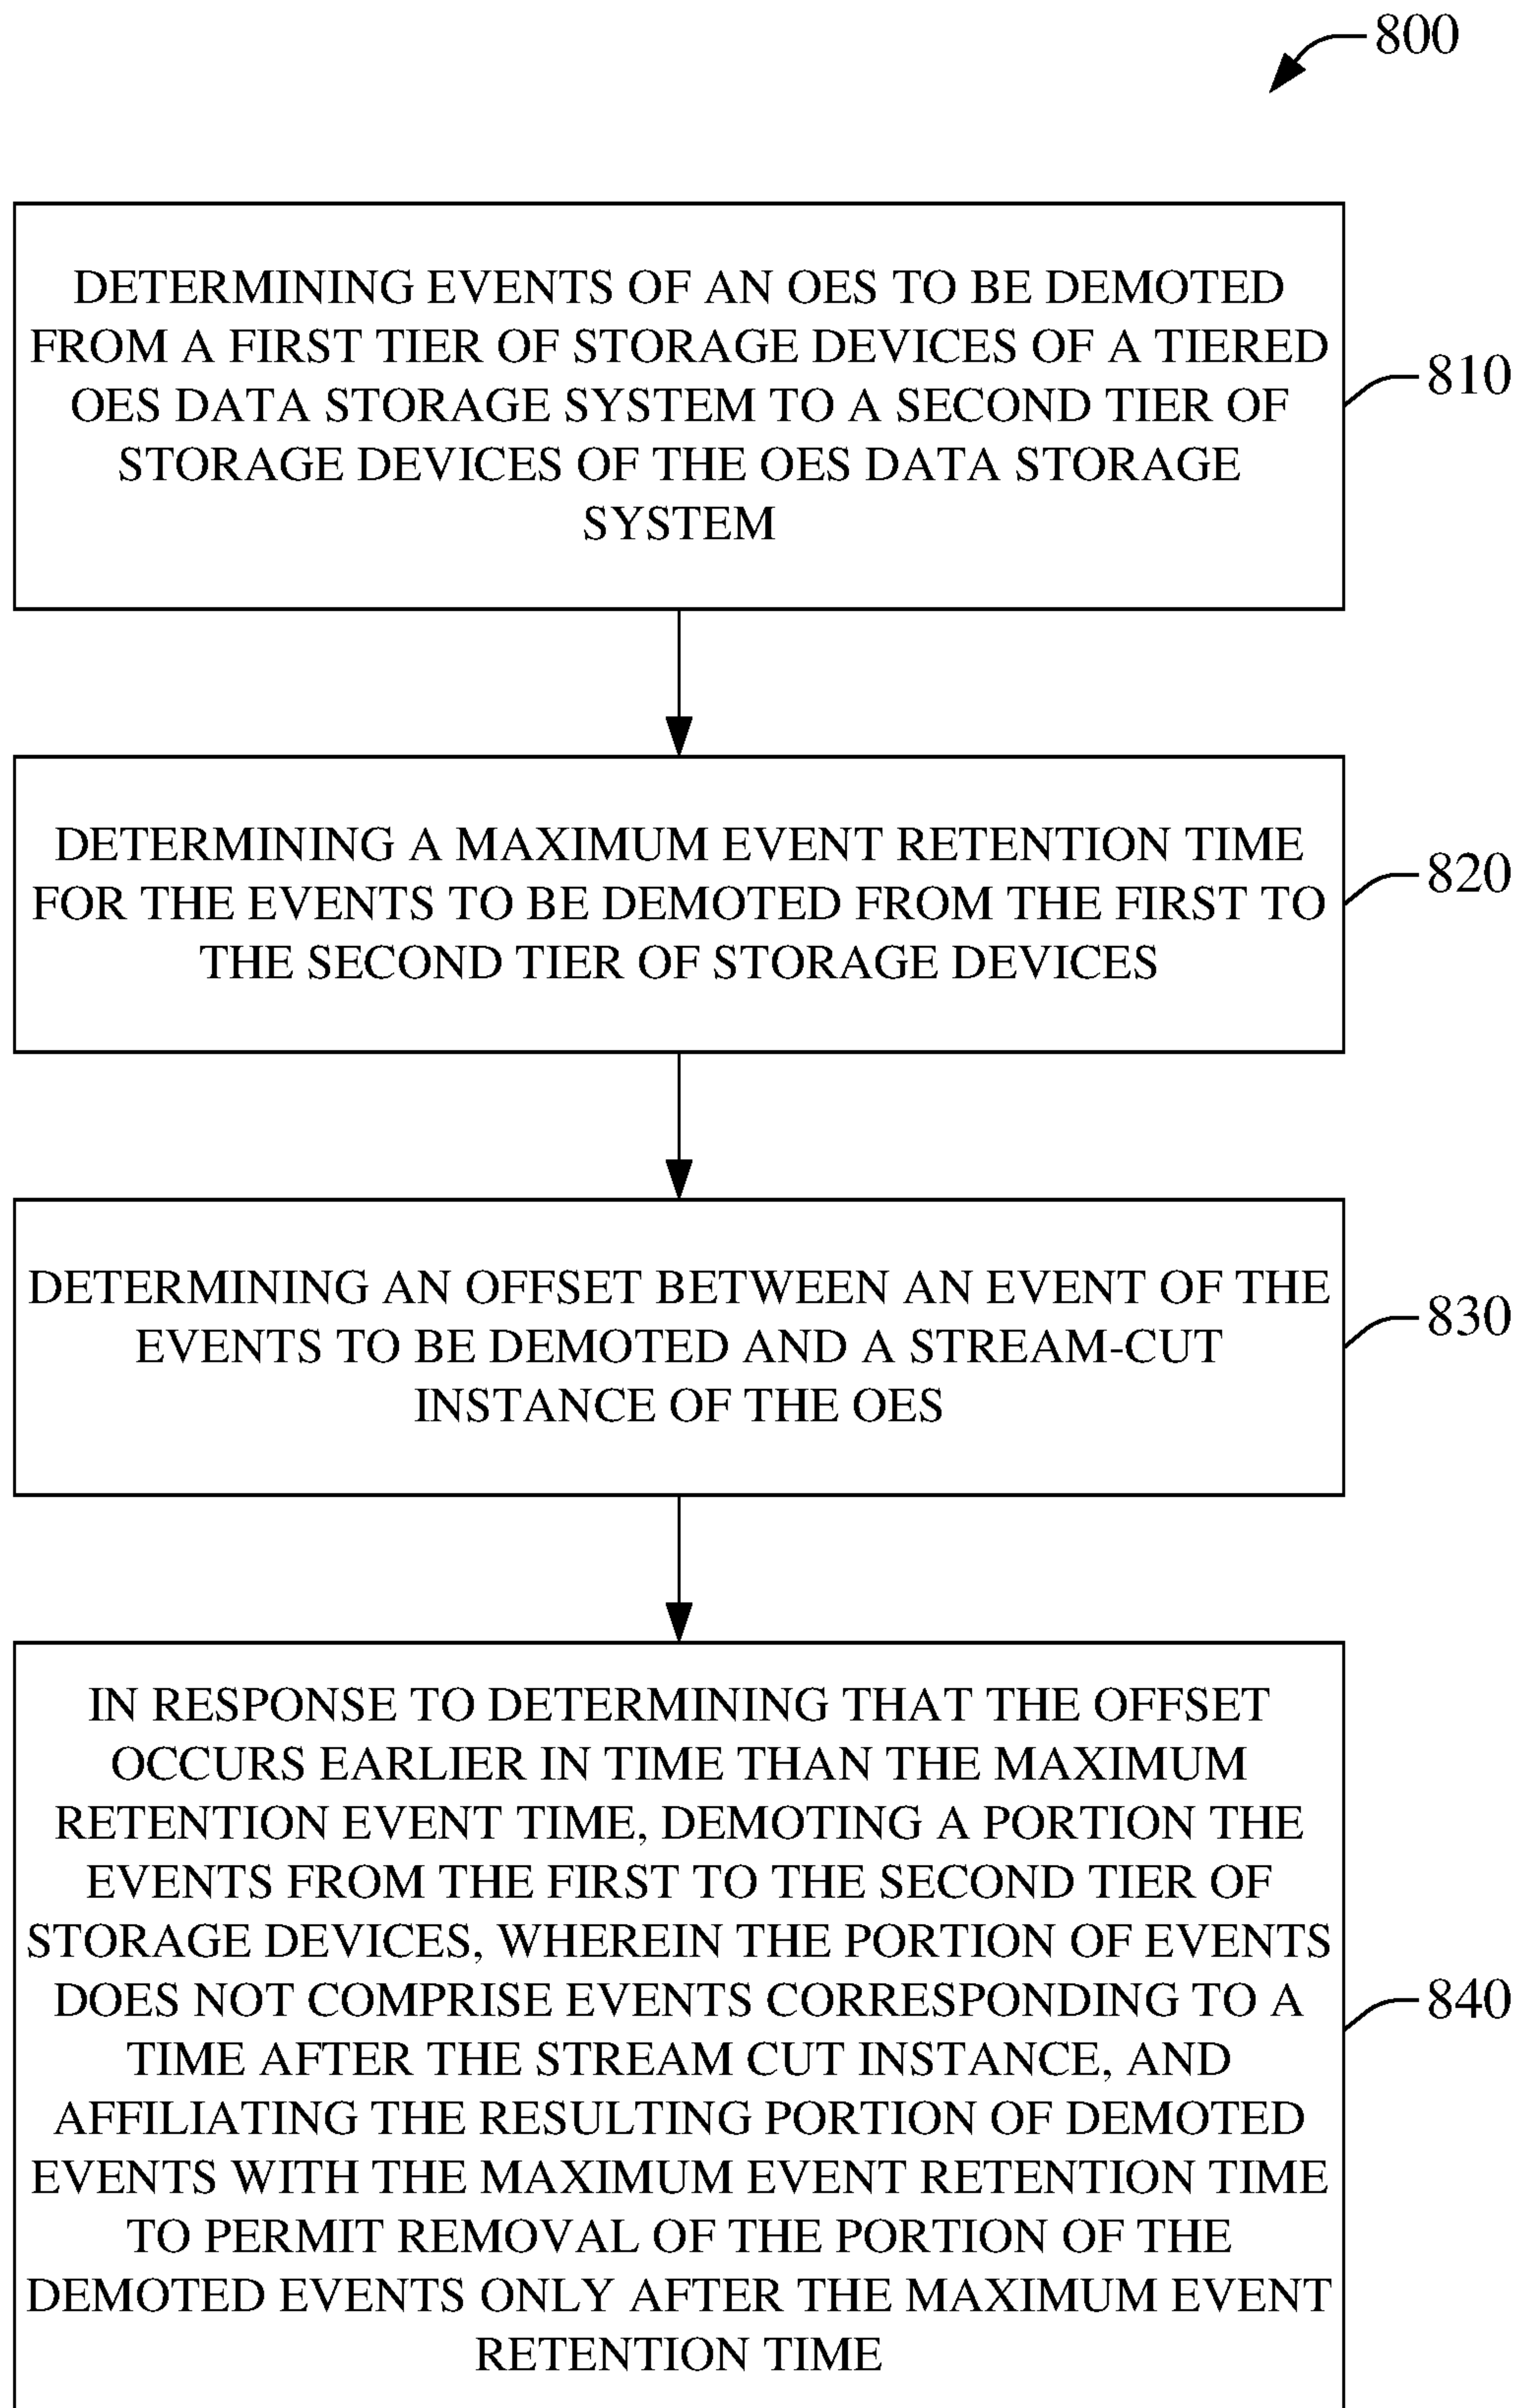 800
DETERMINING EVENTS OF AN OES TO BE DEMOTED
FROM A FIRST TIER OF STORAGE DEVICES OF A TIERED
OES DATA STORAGE SYSTEM TO A SECOND TIER OF
STORAGE DEVICES OF THE OES DATA STORAGE
SYSTEM
810
DETERMINING A MAXIMUM EVENT RETENTION TIME
FOR THE EVENTS TO BE DEMOTED FROM THE FIRST TO
THE SECOND TIER OF STORAGE DEVICES
820
DETERMINING AN OFFSET BETWEEN AN EVENT OF THE
EVENTS TO BE DEMOTED AND A STREAM-CUT
INSTANCE OF THE OES
830
IN RESPONSE TO DETERMINING THAT THE OFFSET
OCCURS EARLIER IN TIME THAN THE MAXIMUM
RETENTION EVENT TIME, DEMOTING A PORTION THE
EVENTS FROM THE FIRST TO THE SECOND TIER OF
STORAGE DEVICES, WHEREIN THE PORTION OF EVENTS
DOES NOT COMPRISE EVENTS CORRESPONDING TO A
TIME AFTER THE STREAM CUT INSTANCE, AND
AFFILIATING THE RESULTING PORTION OF DEMOTED
EVENTS WITH THE MAXIMUM EVENT RETENTION TIME
TO PERMIT REMOVAL OF THE PORTION OF THE
DEMOTED EVENTS ONLY AFTER THE MAXIMUM EVENT
RETENTION TIME
840